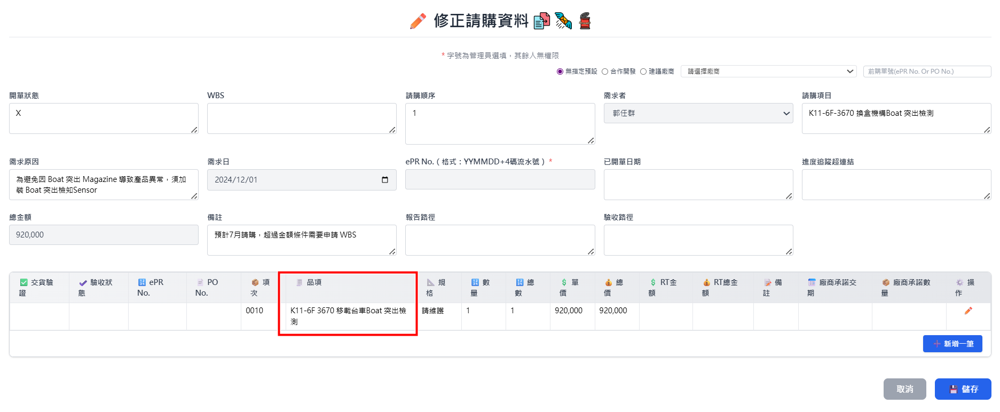 修正請購資料
* 字號為管理員選填，其餘人無權限
無指定預設 合作開發 建議廠商 請選擇廠商 前購單號(ePR No. Or PO No.)
開單狀態 WBS 請購順序 需求者 請購項目
X 1 郭任群 K11-6F-3670 換盒機構Boat 突出檢測
需求原因 需求日 ePR No. ( 格式：YYMMDD+4碼流水號 ) * 已開單日期 進度追蹤超連結
為避免因 Boat 突出 Magazine 導致產品異常，須加
裝 Boat 突出檢知Sensor
2024/12/01
總金額 備註 報告路徑 驗收路徑
920,000 預計7月請購，超過金額條件需要申請 WBS
交貨驗 驗收狀 ePR PO 項 品項 規 數 總 單 總 RT金 RT總金 備 廠商承諾交 廠商承諾數 操
證 態 No. No. 次 格 量 數 價 價 額 額 註 期 量 作
0010 K11-6F 3670 移載台車Boat 突出檢 請維護 1 1 920,000 920,000
測
新增一筆
取消 儲存